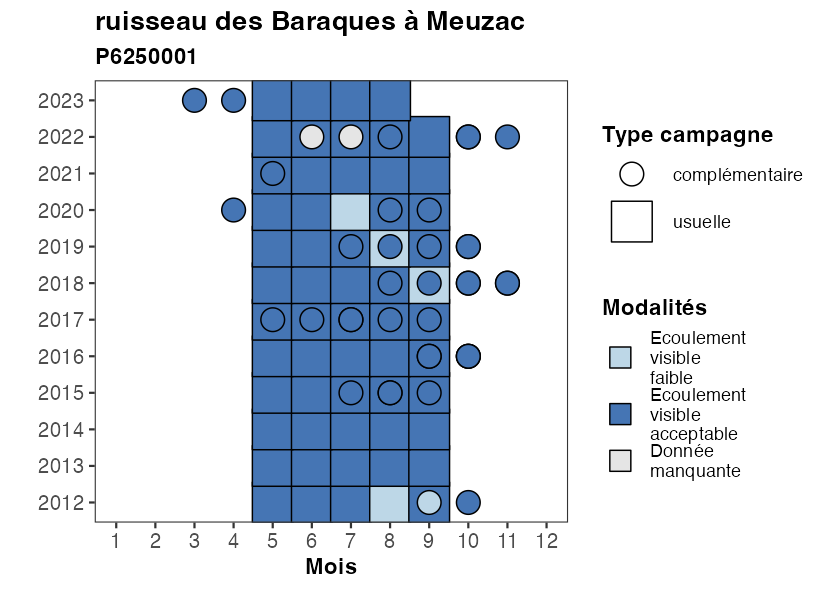 ruisseau des Baraques à Meuzac
P6250001
2023
2022
2021
2020
2019
2018
2017
2016
2015
2014
2013
2012
1 2 3 4 5 6 7 8 9 10 11 12
Mois
Type campagne
complémentaire
usuelle
Modalités
Ecoulement
visible
faible
Ecoulement
visible
acceptable
Donnée
manquante